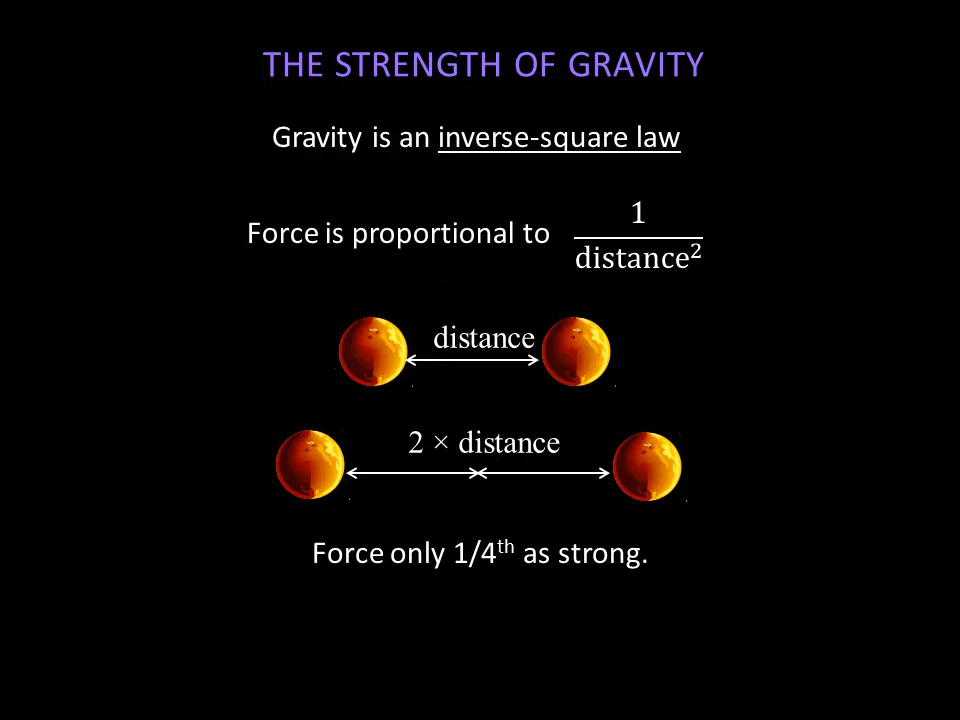 THE STRENGTH OF GRAVITY
Gravity is an inverse-square law
Force is proportional to 1/distance²
distance
2 × distance
Force only 1/4th as strong.